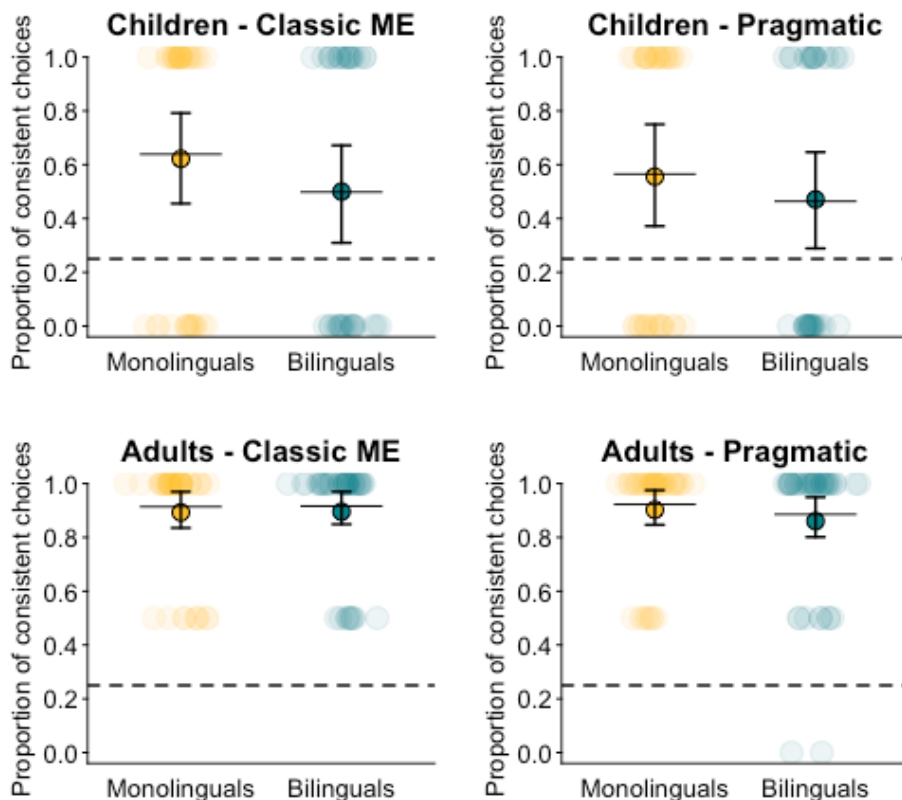 Children - Classic ME
Proportion of consistent choices
1.0
0.8
0.6
0.4
0.2
0.0
Monolinguals Bilinguals
Children - Pragmatic
Proportion of consistent choices
1.0
0.8
0.6
0.4
0.2
0.0
Monolinguals Bilinguals
Adults - Classic ME
Proportion of consistent choices
1.0
0.8
0.6
0.4
0.2
0.0
Monolinguals Bilinguals
Adults - Pragmatic
Proportion of consistent choices
1.0
0.8
0.6
0.4
0.2
0.0
Monolinguals Bilinguals